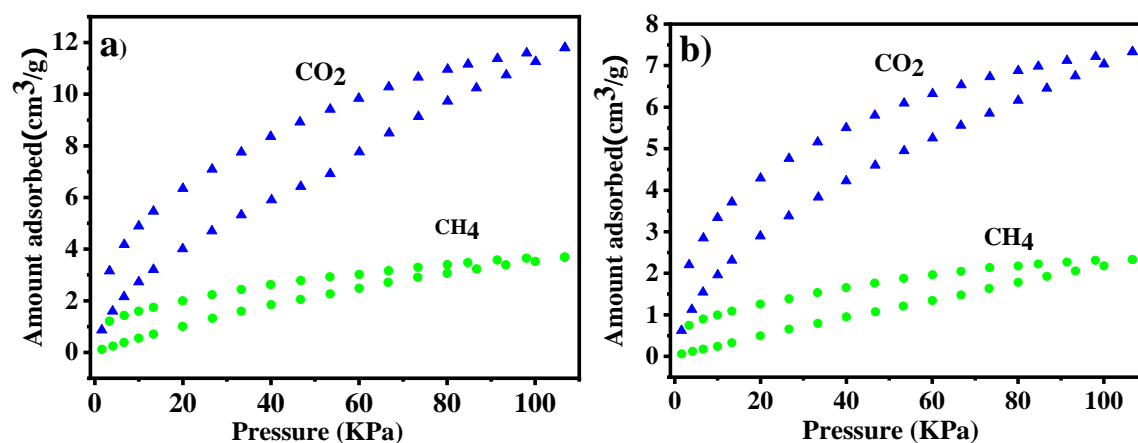 a)
CO2
CH4
Amount adsorbed(cm³/g)
12
10
8
6
4
2
0
0 20 40 60 80 100
Pressure (KPa)
b)
CO2
CH4
Amount adsorbed(cm³/g)
8
7
6
5
4
3
2
1
0
0 20 40 60 80 100
Pressure (KPa)